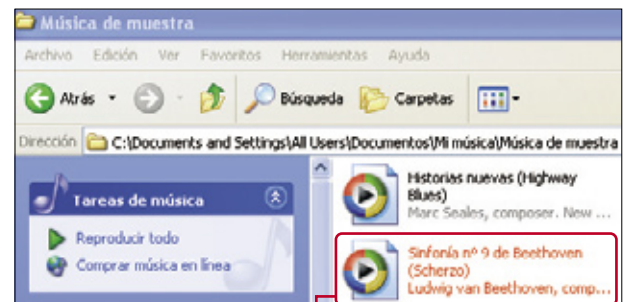 Música de muestra
Archivo Edición Ver Favoritos Herramientas Ayuda
Atrás Búsqueda Carpetas
Dirección C:\Documents and Settings\All Users\Documentos\Mi música\Música de muestra
Tareas de música
Reproducir todo
Comprar música en línea
Historias nuevas (Highway
Blues)
Marc Seales, composer. New ...
Sinfonía nº 9 de Beethoven
(Scherzo)
Ludwig van Beethoven, comp...